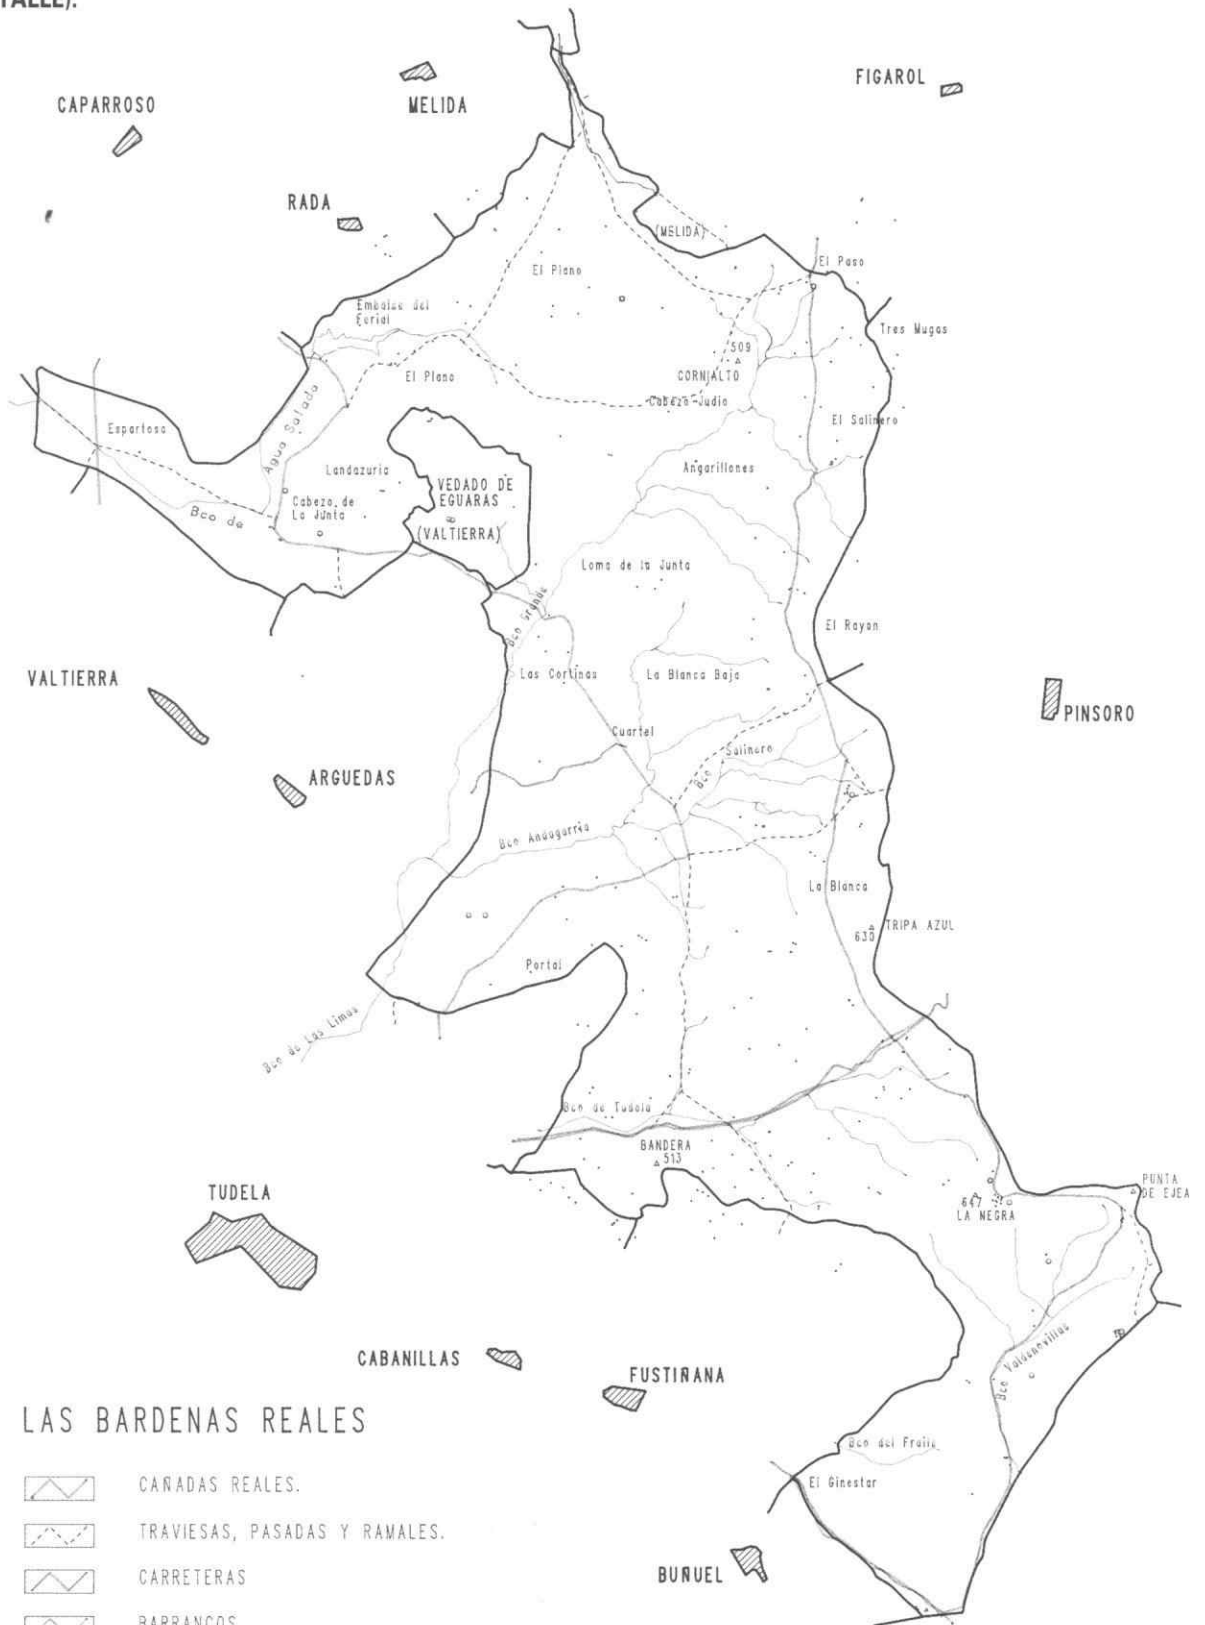 FIGAROL
CAPARROSO
MELIDA
RADA
(MELIDA)
El Paso
El Plano
Embalse del
Ferial
Tres Mugas
509
CORNIALTO
El Plano
Cabezo Judio
El Salinero
Espartosa
Agua Salada
Landazuria
Angarillones
VEDADO DE
EGUARAS
(VALTIERRA)
Cabezo de
La Junta
Bco de
Loma de la Junta
Bco Grande
El Rayon
VALTIERRA
Las Cortinas
La Blanca Baja
PINSORO
Cuartel
Bco Salinero
ARGUEDAS
Bco Andagarria
La Blanca
TRIPA AZUL
630
Portal
Bco de Las Limas
Bco de Tudela
BANDERA
513
TUDELA
PUNTA
DE EJEA
647
LA NEGRA
Bco Valdenovillas
CABANILLAS
FUSTIÑANA
LAS BARDENAS REALES
Bco del Fraile
El Ginestar
CAÑADAS REALES.
TRAVIESAS, PASADAS Y RAMALES.
CARRETERAS
BUÑUEL
BARRANCOS